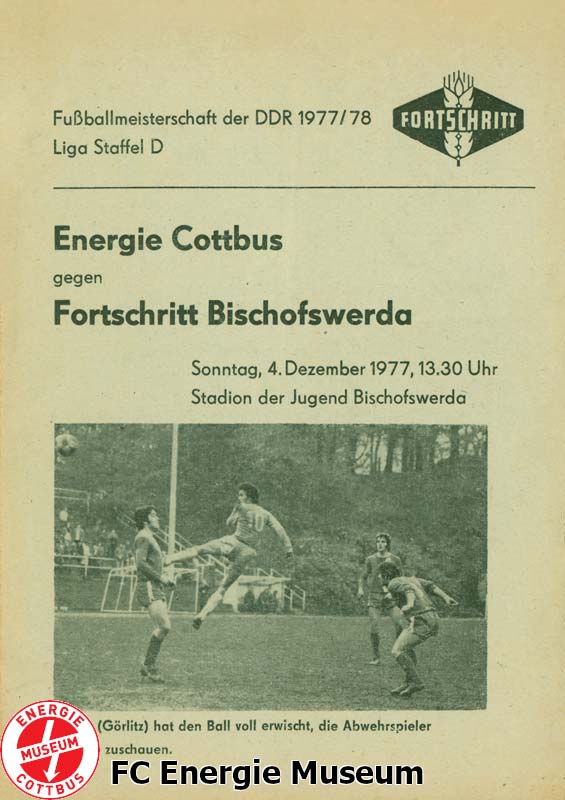 Fußballmeisterschaft der DDR 1977/78
Liga Staffel D
FORTSCHRITT
Energie Cottbus
gegen
Fortschritt Bischofswerda
Sonntag, 4. Dezember 1977, 13.30 Uhr
Stadion der Jugend Bischofswerda
10
(Görlitz) hat den Ball voll erwischt, die Abwehrspieler
zuschauen.
ENERGIE
MUSEUM
COTTBUS
FC Energie Museum